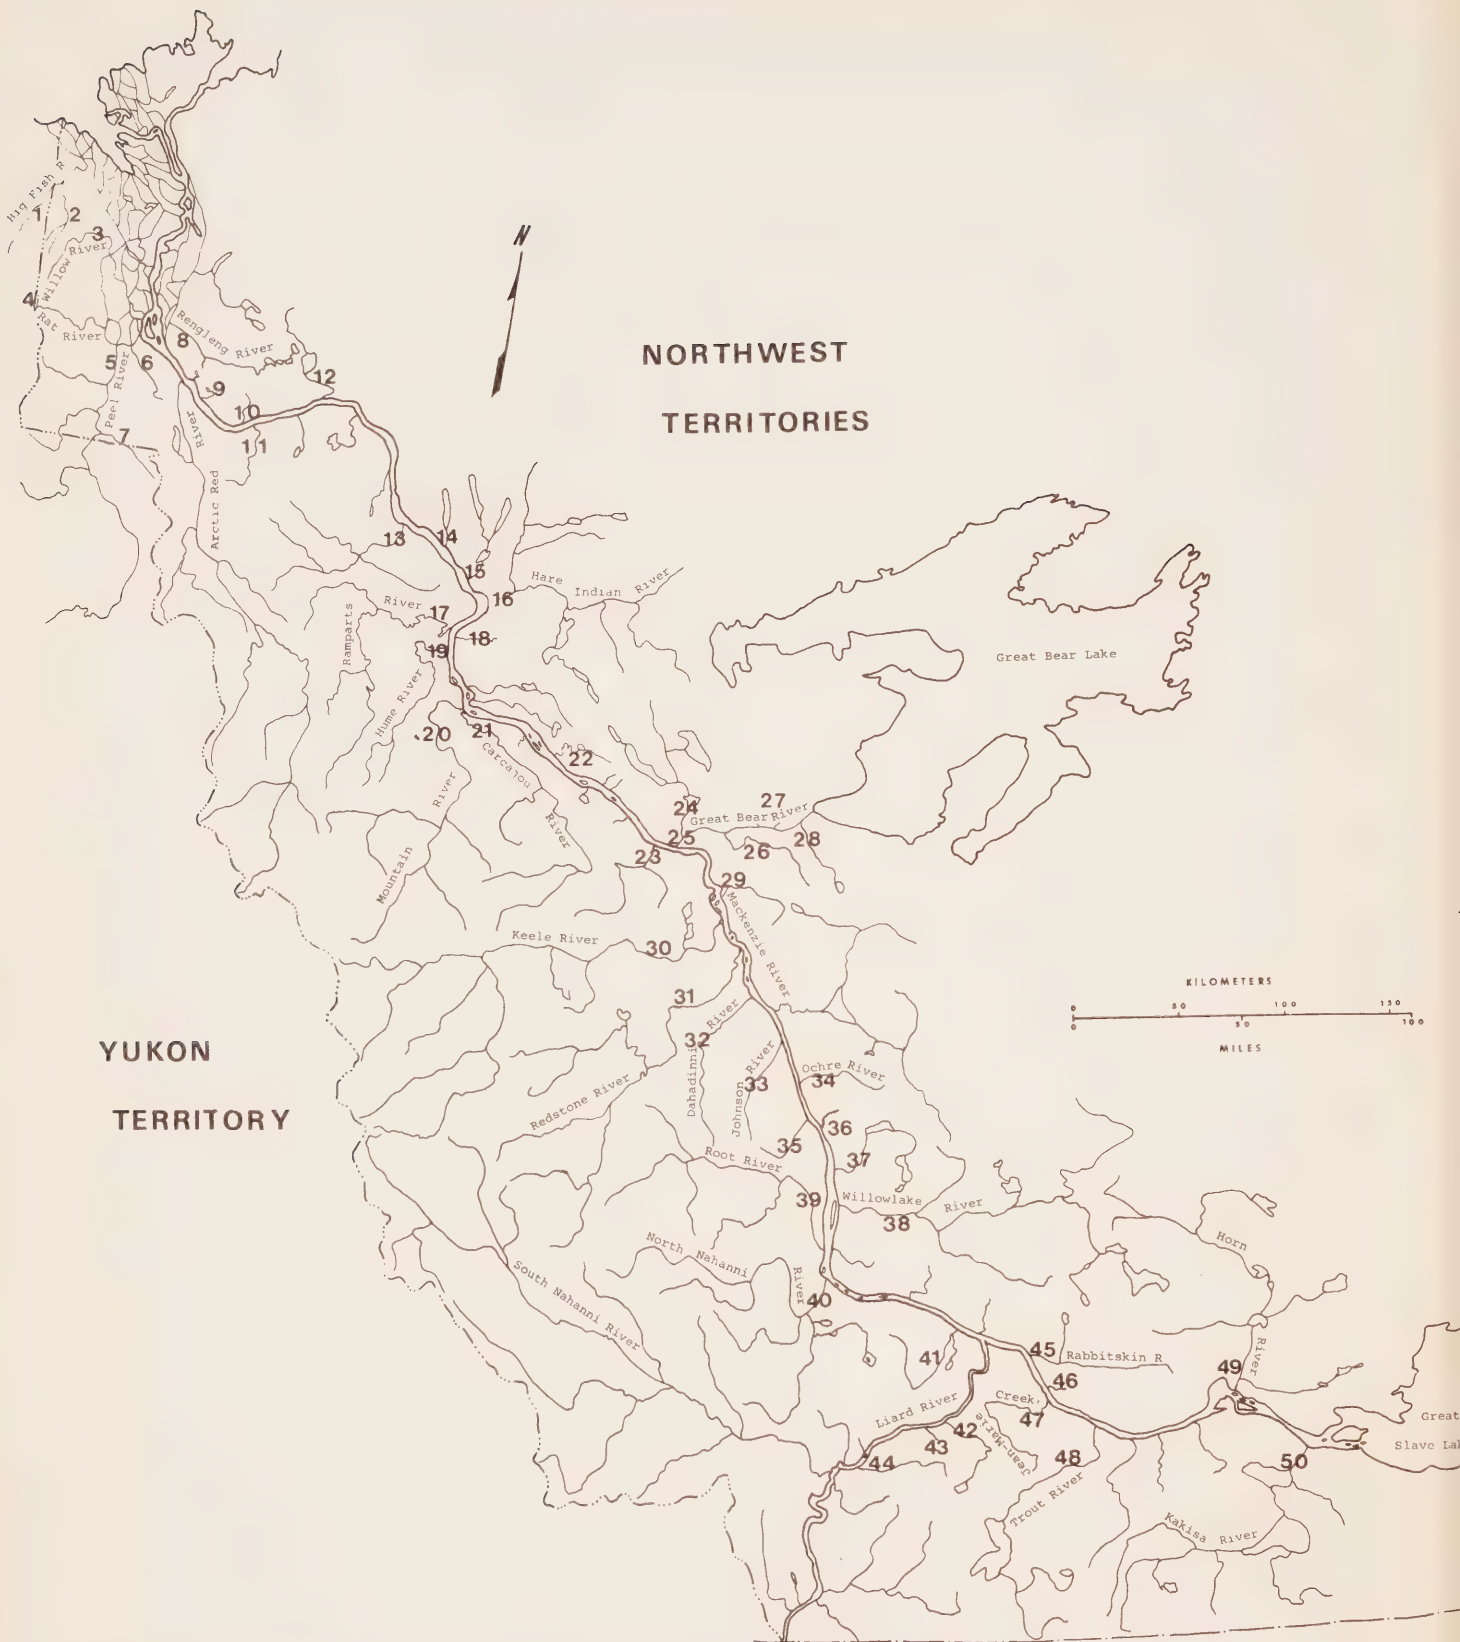 Big Fish R
1
2
3
Willow River
4
Rat River
5
6
Rengleng River
8
9
12
10
Peel River
7
11
River
Arctic Red
N
NORTHWEST
TERRITORIES
13
14
15
Hare Indian River
16
Ramparts River
17
18
19
Great Bear Lake
Hume River
20
21
Carcajou River
22
Mountain River
24
27
Great Bear River
25
26
28
23
29
Mackenzie River
Keele River
30
31
KILOMETERS
0 50 100 150
0 50 100
MILES
YUKON
TERRITORY
32
Dahadinni River
33
Johnson River
Ochre River
34
Redstone River
36
35
37
Root River
39
Willowlake River
38
North Nahanni River
Horn River
South Nahanni River
40
41
45
Rabbitskin R
46
49
Liard River
Creek
Jean-Marie
47
42
43
44
48
Great
Slave Lak
50
Trout River
Kakisa River